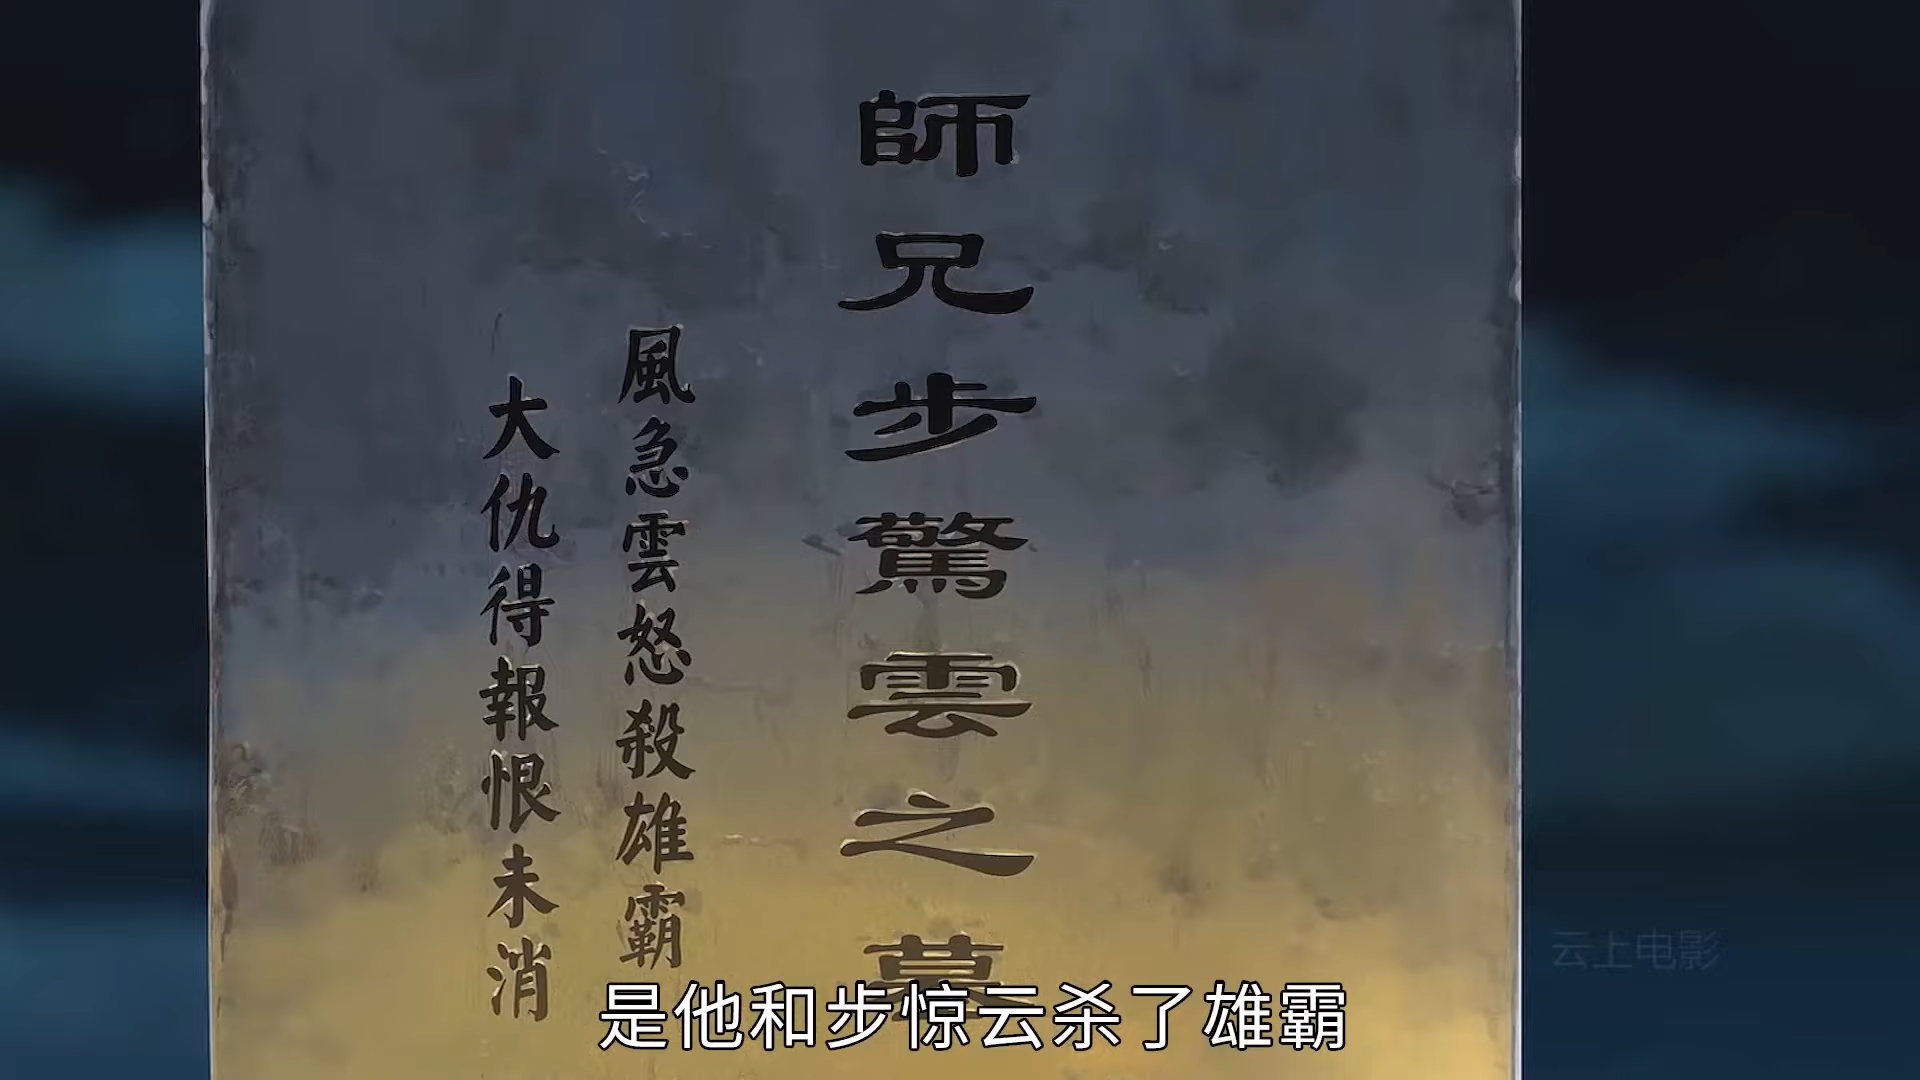 師兄步驚雲之墓
風急雲怒殺雄霸
大仇得報恨未消
云上电影
是他和步惊云杀了雄霸